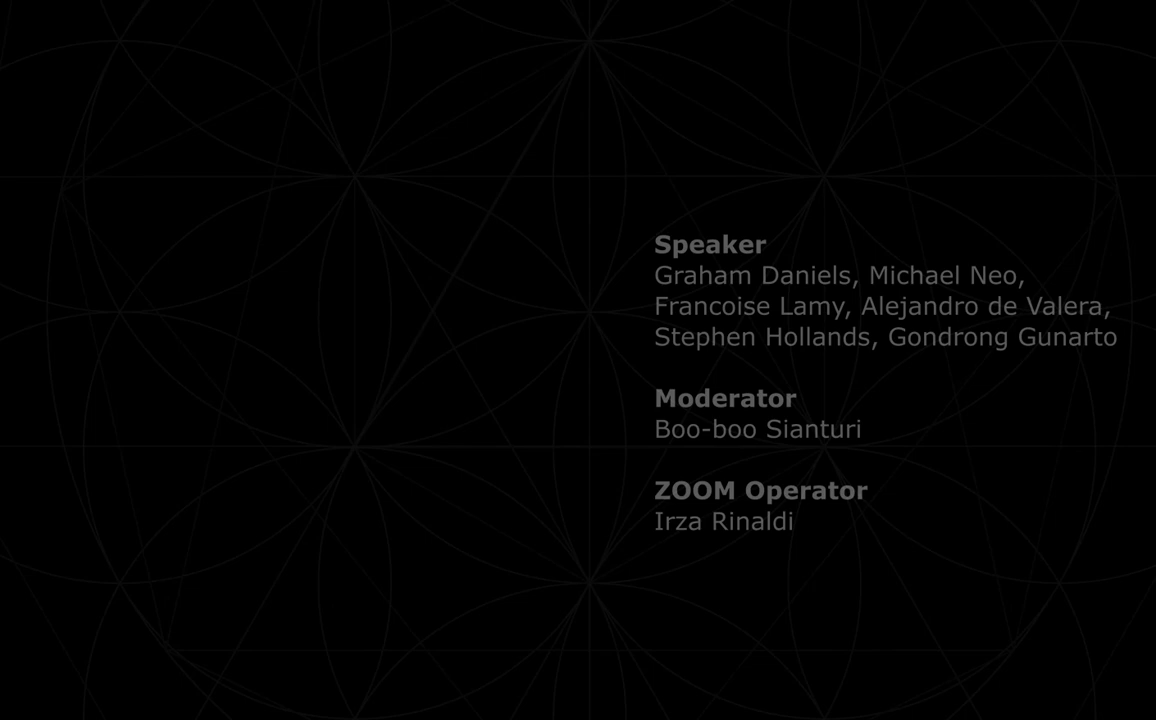 Speaker
Graham Daniels, Michael Neo,
Francoise Lamy, Alejandro de Valera,
Stephen Hollands, Gondrong Gunarto
Moderator
Boo-boo Sianturi
ZOOM Operator
Irza Rinaldi